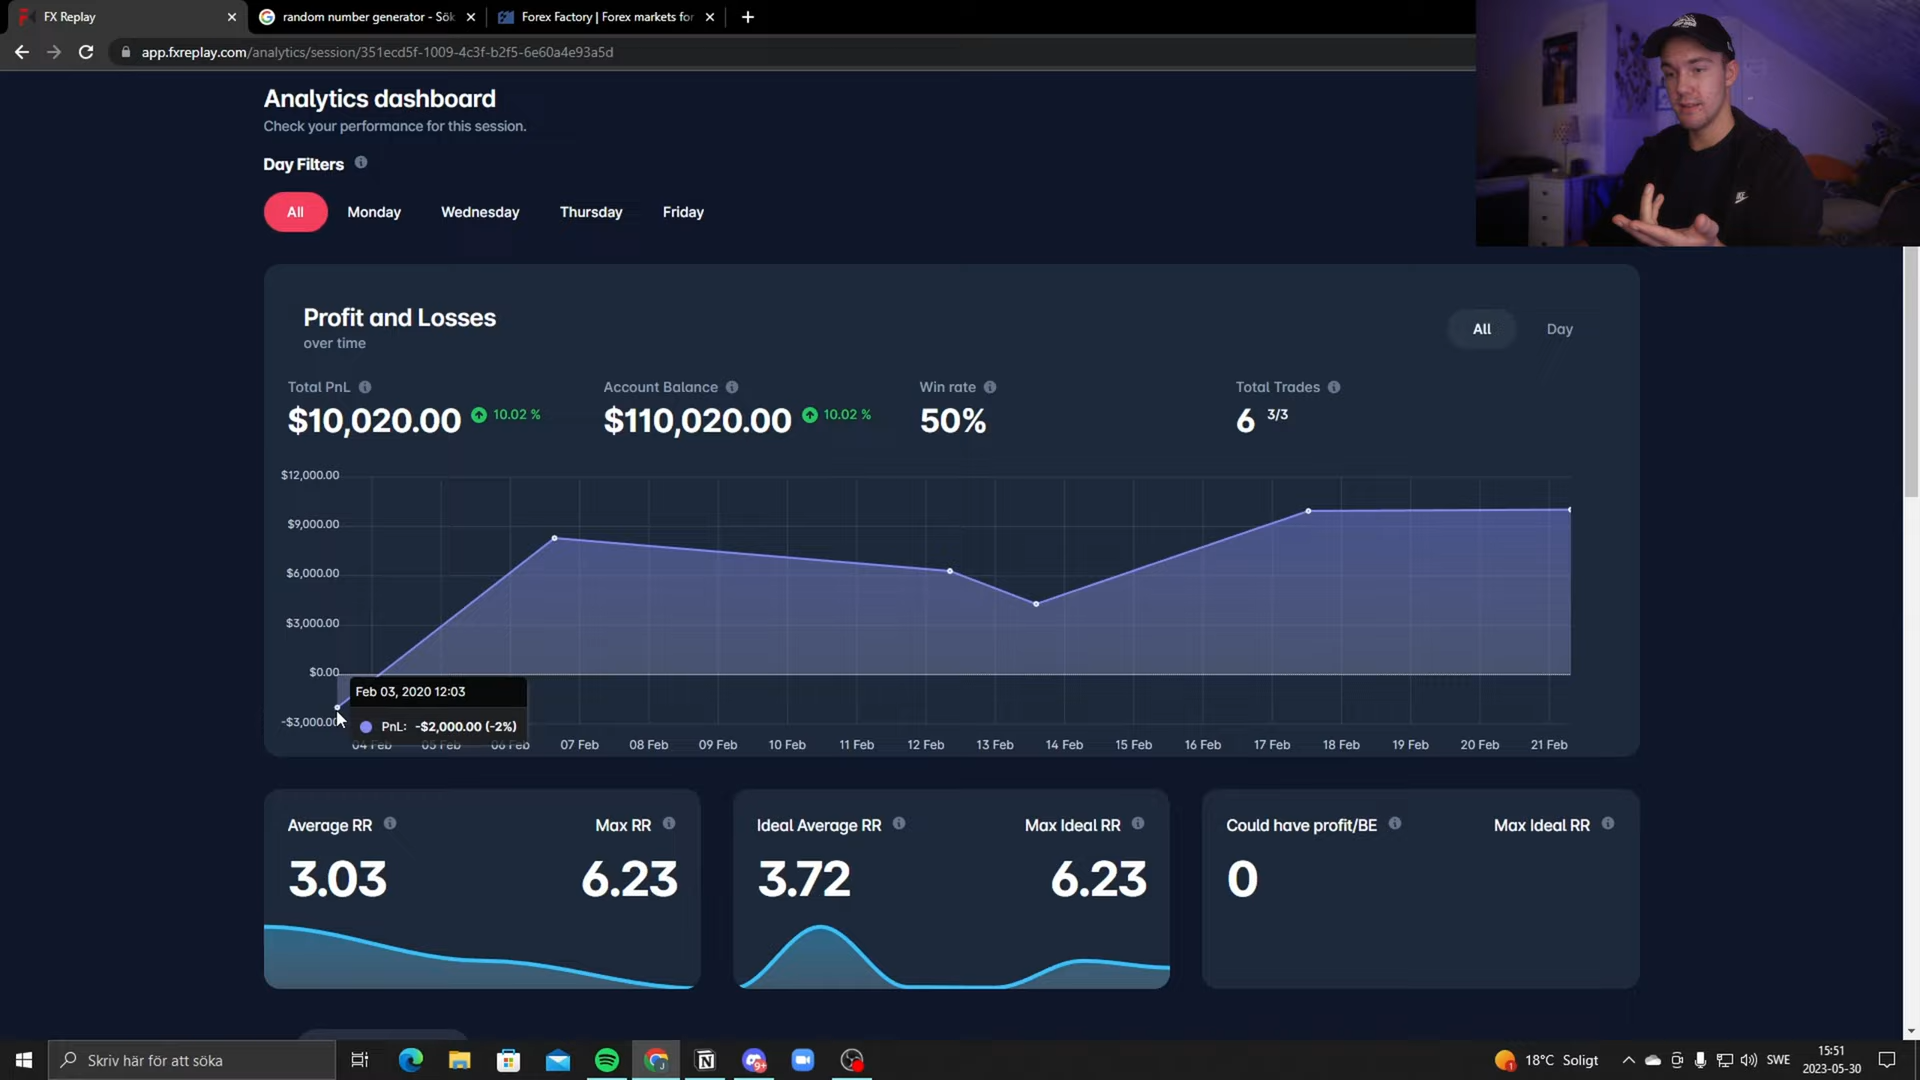 FX Replay
random number generator - Sök
Forex Factory | Forex markets for
app.fxreplay.com/analytics/session/351ecd5f-1009-4c3f-b2f5-6e60a4e93a5d
Analytics dashboard
Check your performance for this session.
Day Filters
All Monday Wednesday Thursday Friday
Profit and Losses
over time
All Day
Total PnL Account Balance Win rate Total Trades
$10,020.00 10.02 % $110,020.00 10.02 % 50% 6 3/3
$12,000.00
$9,000.00
$6,000.00
$3,000.00
$0.00
-$3,000.00
Feb 03, 2020 12:03
PnL: -$2,000.00 (-2%)
04 Feb 05 Feb 06 Feb 07 Feb 08 Feb 09 Feb 10 Feb 11 Feb 12 Feb 13 Feb 14 Feb 15 Feb 16 Feb 17 Feb 18 Feb 19 Feb 20 Feb 21 Feb
Average RR Max RR
3.03 6.23
Ideal Average RR Max Ideal RR
3.72 6.23
Could have profit/BE Max Ideal RR
0
Skriv här för att söka
18°C Soligt
SWE
15:51
2023-05-30